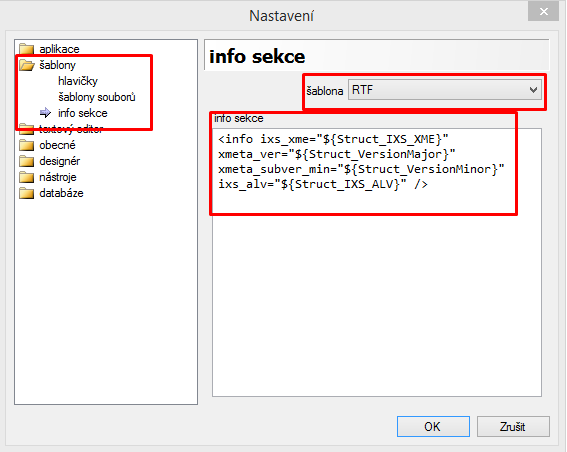 Nastavení
aplikace
šablony
hlavičky
šablony souborů
info sekce
textový editor
obecné
designér
nástroje
databáze
info sekce
šablona RTF
info sekce
<info ixs_xme="${Struct_IXS_XME}"
xmeta_ver="${Struct_VersionMajor}"
xmeta_subver_min="${Struct_VersionMinor}"
ixs_alv="${Struct_IXS_ALV}" />
OK Zrušit